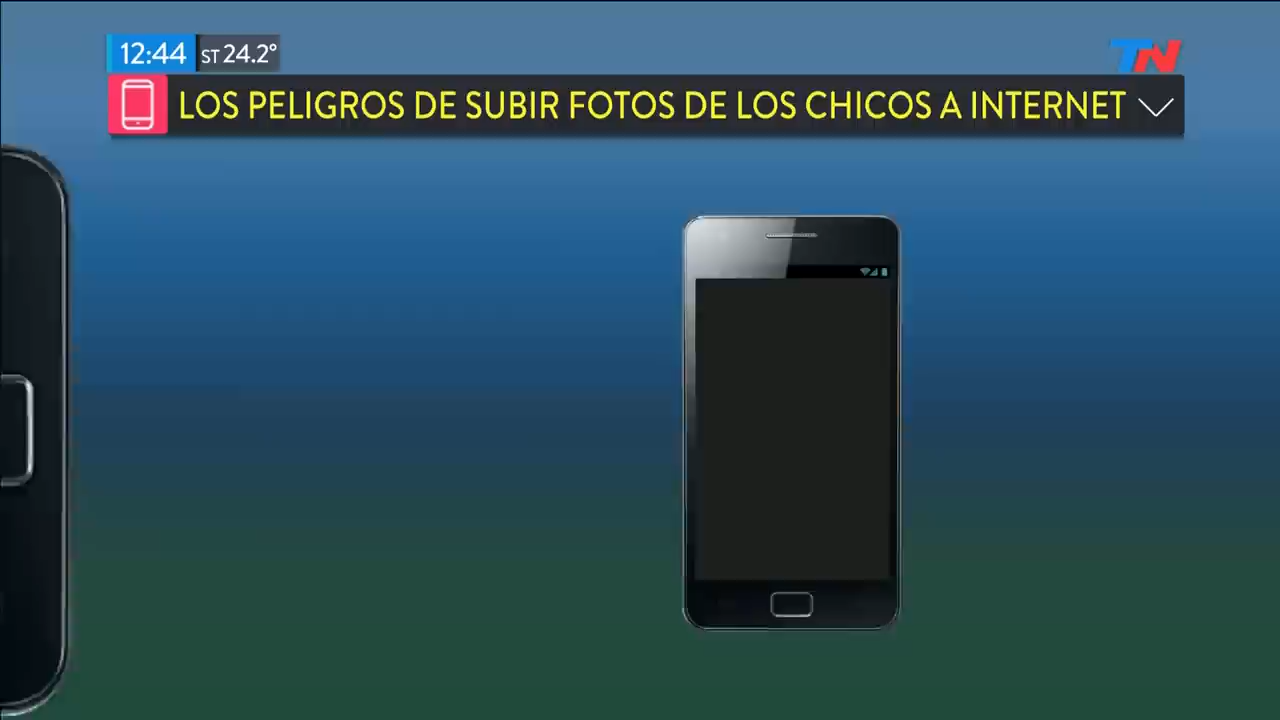 12:44 ST 24.2°
TN
LOS PELIGROS DE SUBIR FOTOS DE LOS CHICOS A INTERNET